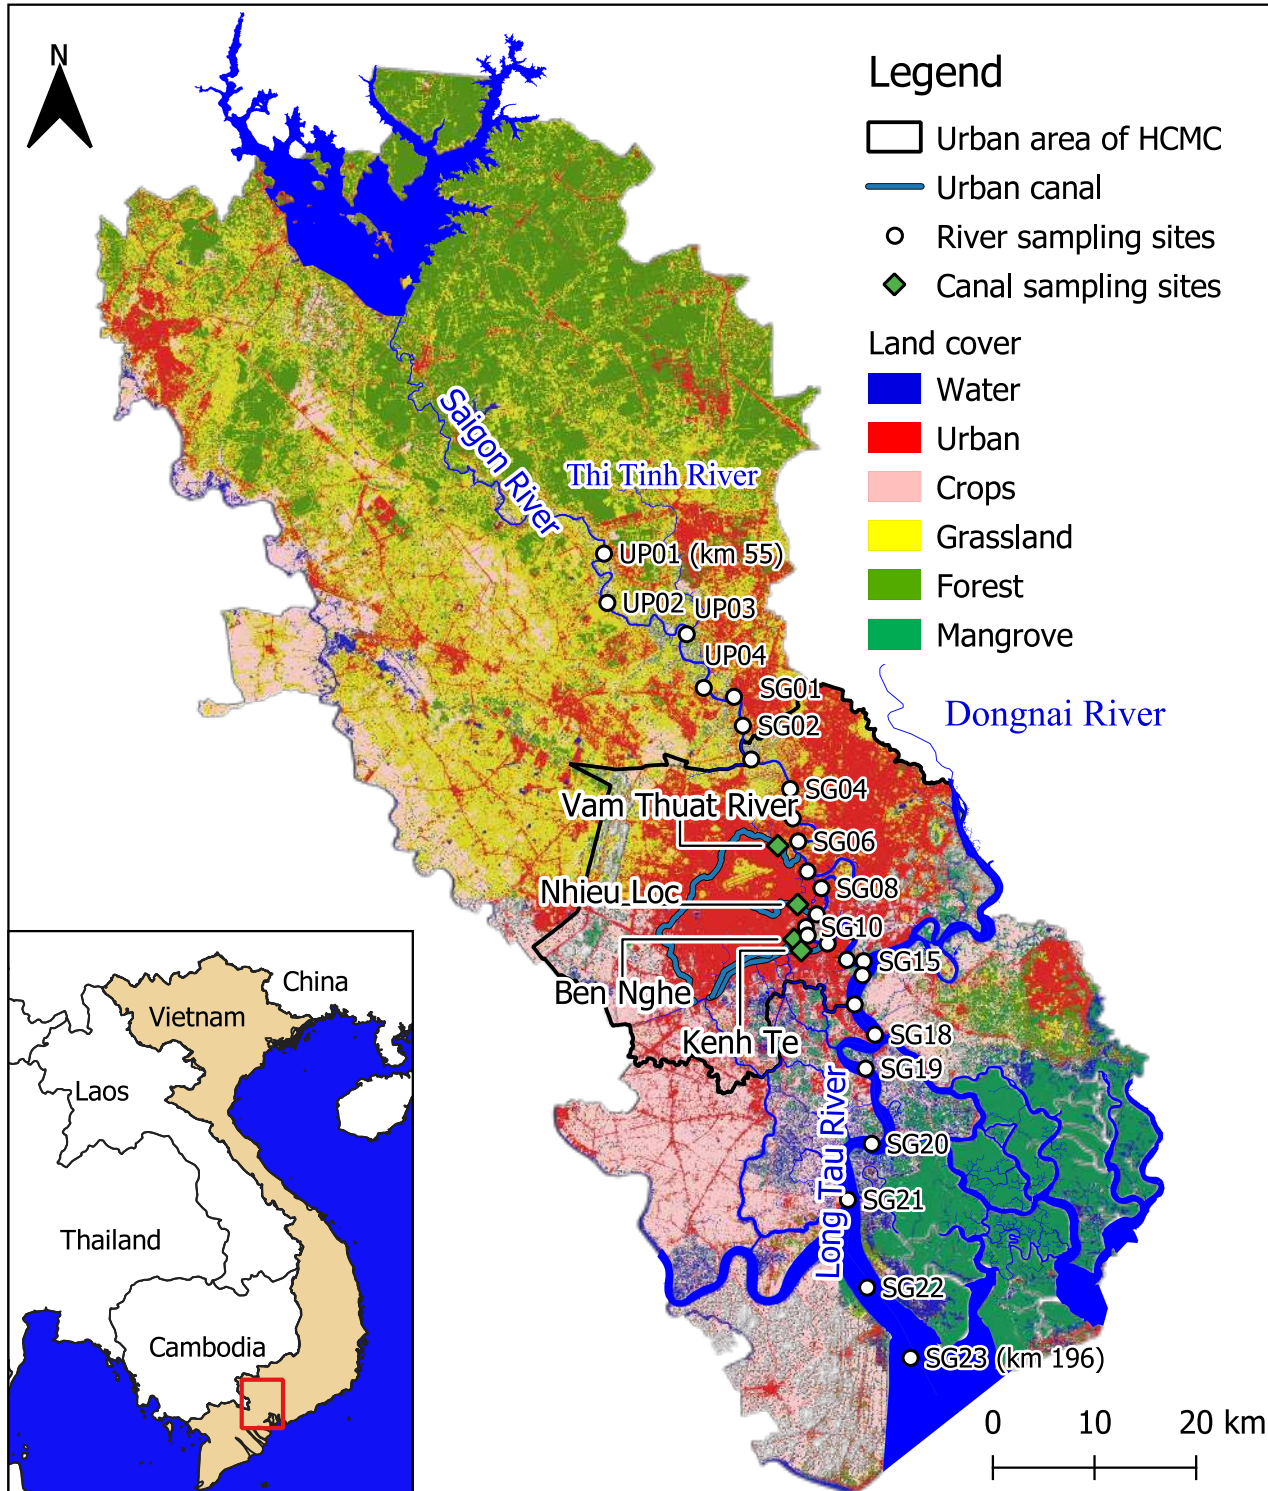 N
Legend
Urban area of HCMC
Urban canal
River sampling sites
Canal sampling sites
Land cover
Water
Urban
Crops
Grassland
Forest
Mangrove
Saigon River
Thi Tinh River
UP01 (km 55)
UP02
UP03
UP04
SG01
SG02
Dongnai River
SG04
Vam Thuat River
SG06
Nhieu Loc
SG08
SG10
Ben Nghe
SG15
Kenh Te
SG18
SG19
Long Tau River
SG20
SG21
SG22
SG23 (km 196)
0 10 20 km
China
Vietnam
Laos
Thailand
Cambodia